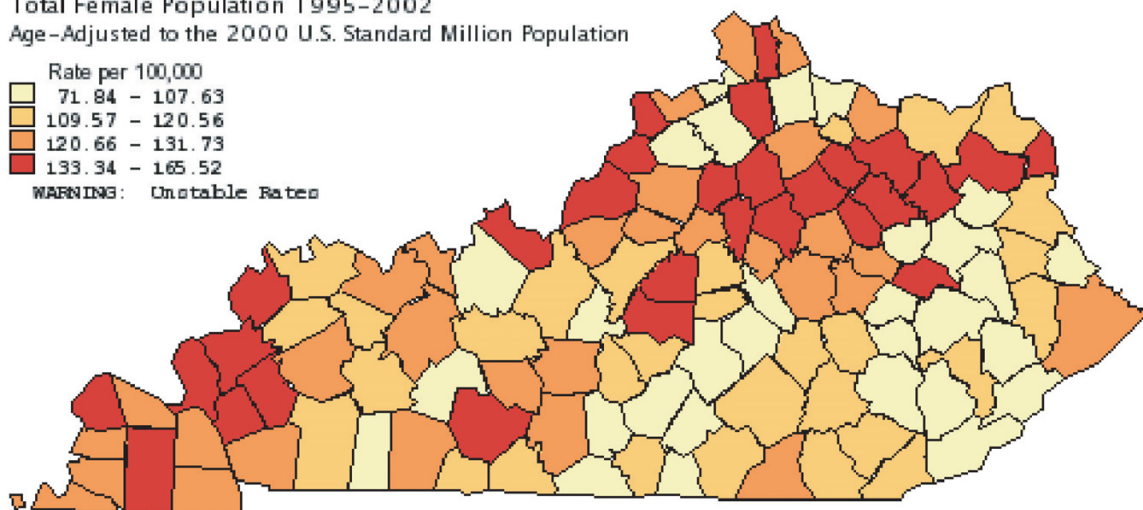 Total Female Population 1995-2002
Age-Adjusted to the 2000 U.S. Standard Million Population
Rate per 100,000
71.84 - 107.63
109.57 - 120.56
120.66 - 131.73
133.34 - 165.52
WARNING: Unstable Rates